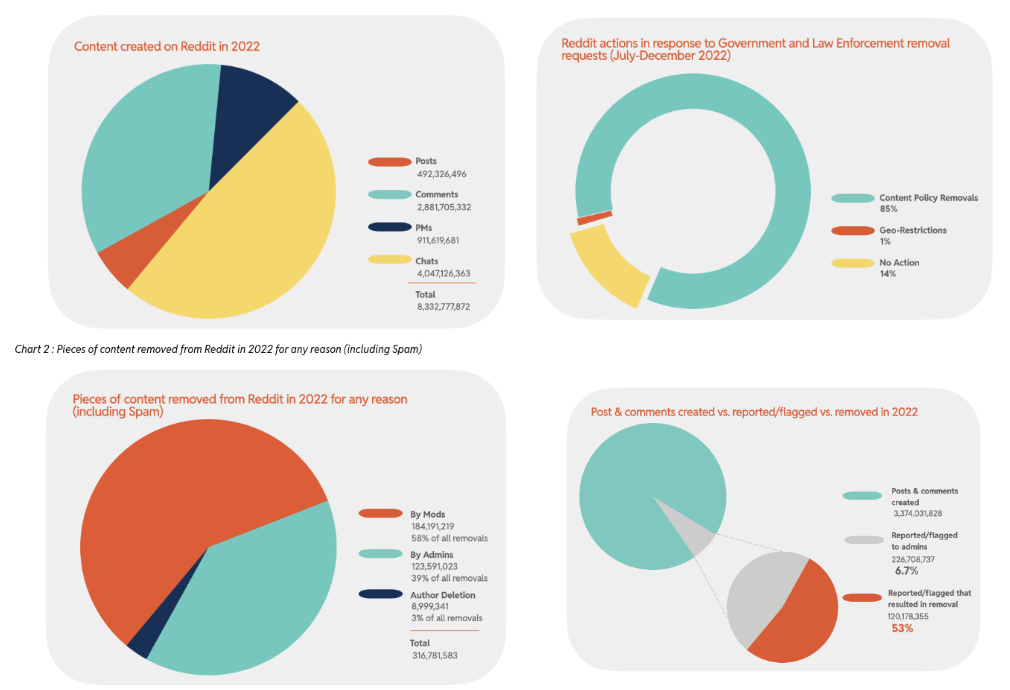 Content created on Reddit in 2022
Posts
492,326,496
Comments
2,881,705,332
PMs
911,619,681
Chats
4,047,126,363
Total
8,332,777,872
Reddit actions in response to Government and Law Enforcement removal
requests (July-December 2022)
Content Policy Removals
85%
Geo-Restrictions
1%
No Action
14%
Chart 2 : Pieces of content removed from Reddit in 2022 for any reason (including Spam)
Pieces of content removed from Reddit in 2022 for any reason
(including Spam)
By Mods
184,191,219
58% of all removals
By Admins
123,591,023
39% of all removals
Author Deletion
8,999,341
3% of all removals
Total
316,781,583
Post & comments created vs. reported/flagged vs. removed in 2022
Posts & comments
created
3,374,031,828
Reported/flagged
to admins
226,708,737
6.7%
Reported/flagged that
resulted in removal
120,178,355
53%